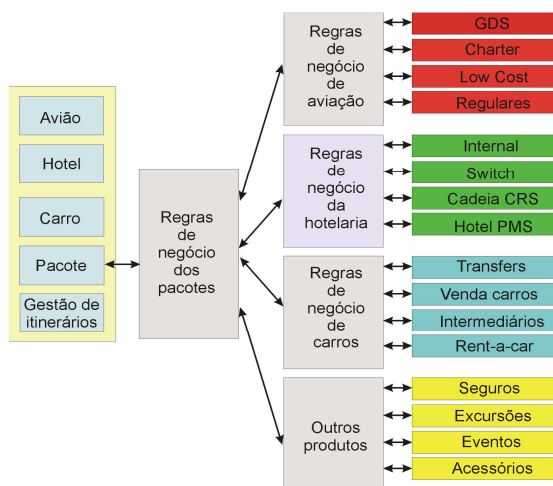 Avião
Hotel
Carro
Pacote
Gestão de
itinerários
Regras
de
negócio
dos
pacotes
Regras
de
negócio
de
aviação
GDS
Charter
Low Cost
Regulares
Regras
de
negócio
da
hotelaria
Internal
Switch
Cadeia CRS
Hotel PMS
Regras
de
negócio
de
carros
Transfers
Venda carros
Intermediários
Rent-a-car
Outros
produtos
Seguros
Excursões
Eventos
Acessórios